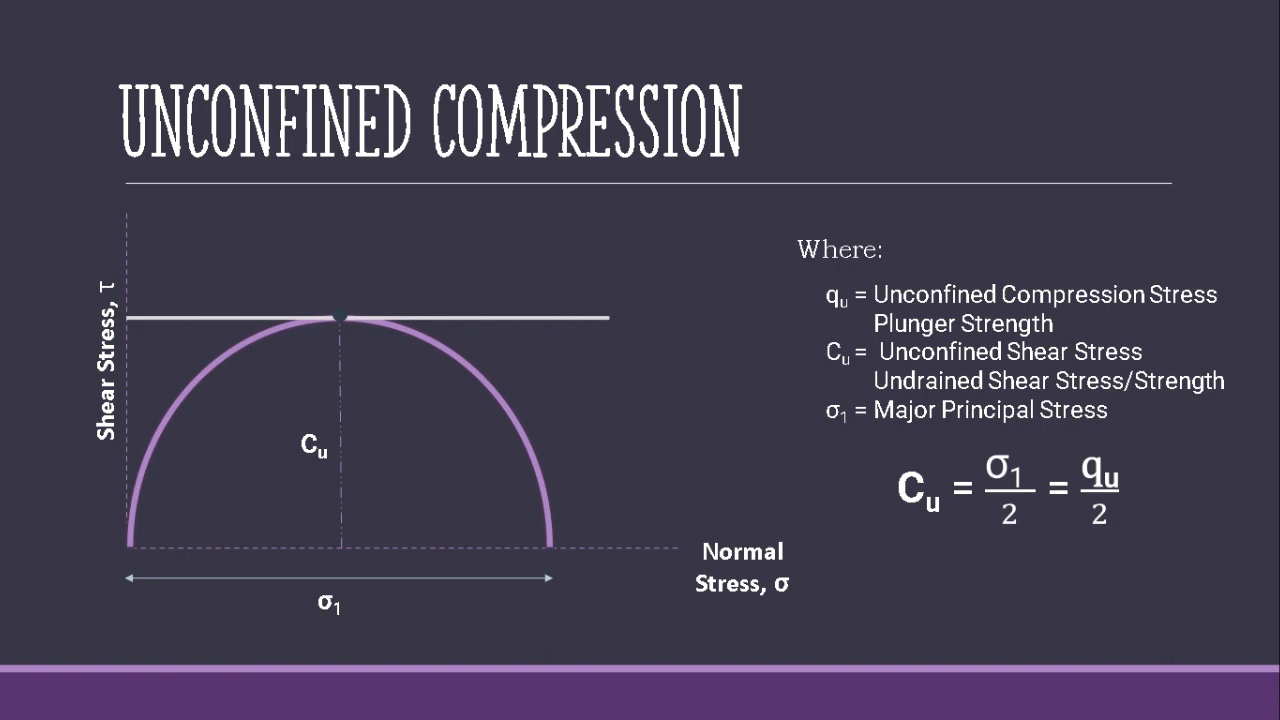 UNCONFINED COMPRESSION
Shear Stress, τ
Cᵤ
σ₁
Normal
Stress, σ
Where:
qᵤ = Unconfined Compression Stress
Plunger Strength
Cᵤ = Unconfined Shear Stress
Undrained Shear Stress/Strength
σ₁ = Major Principal Stress
Cᵤ = σ₁/2 = qᵤ/2